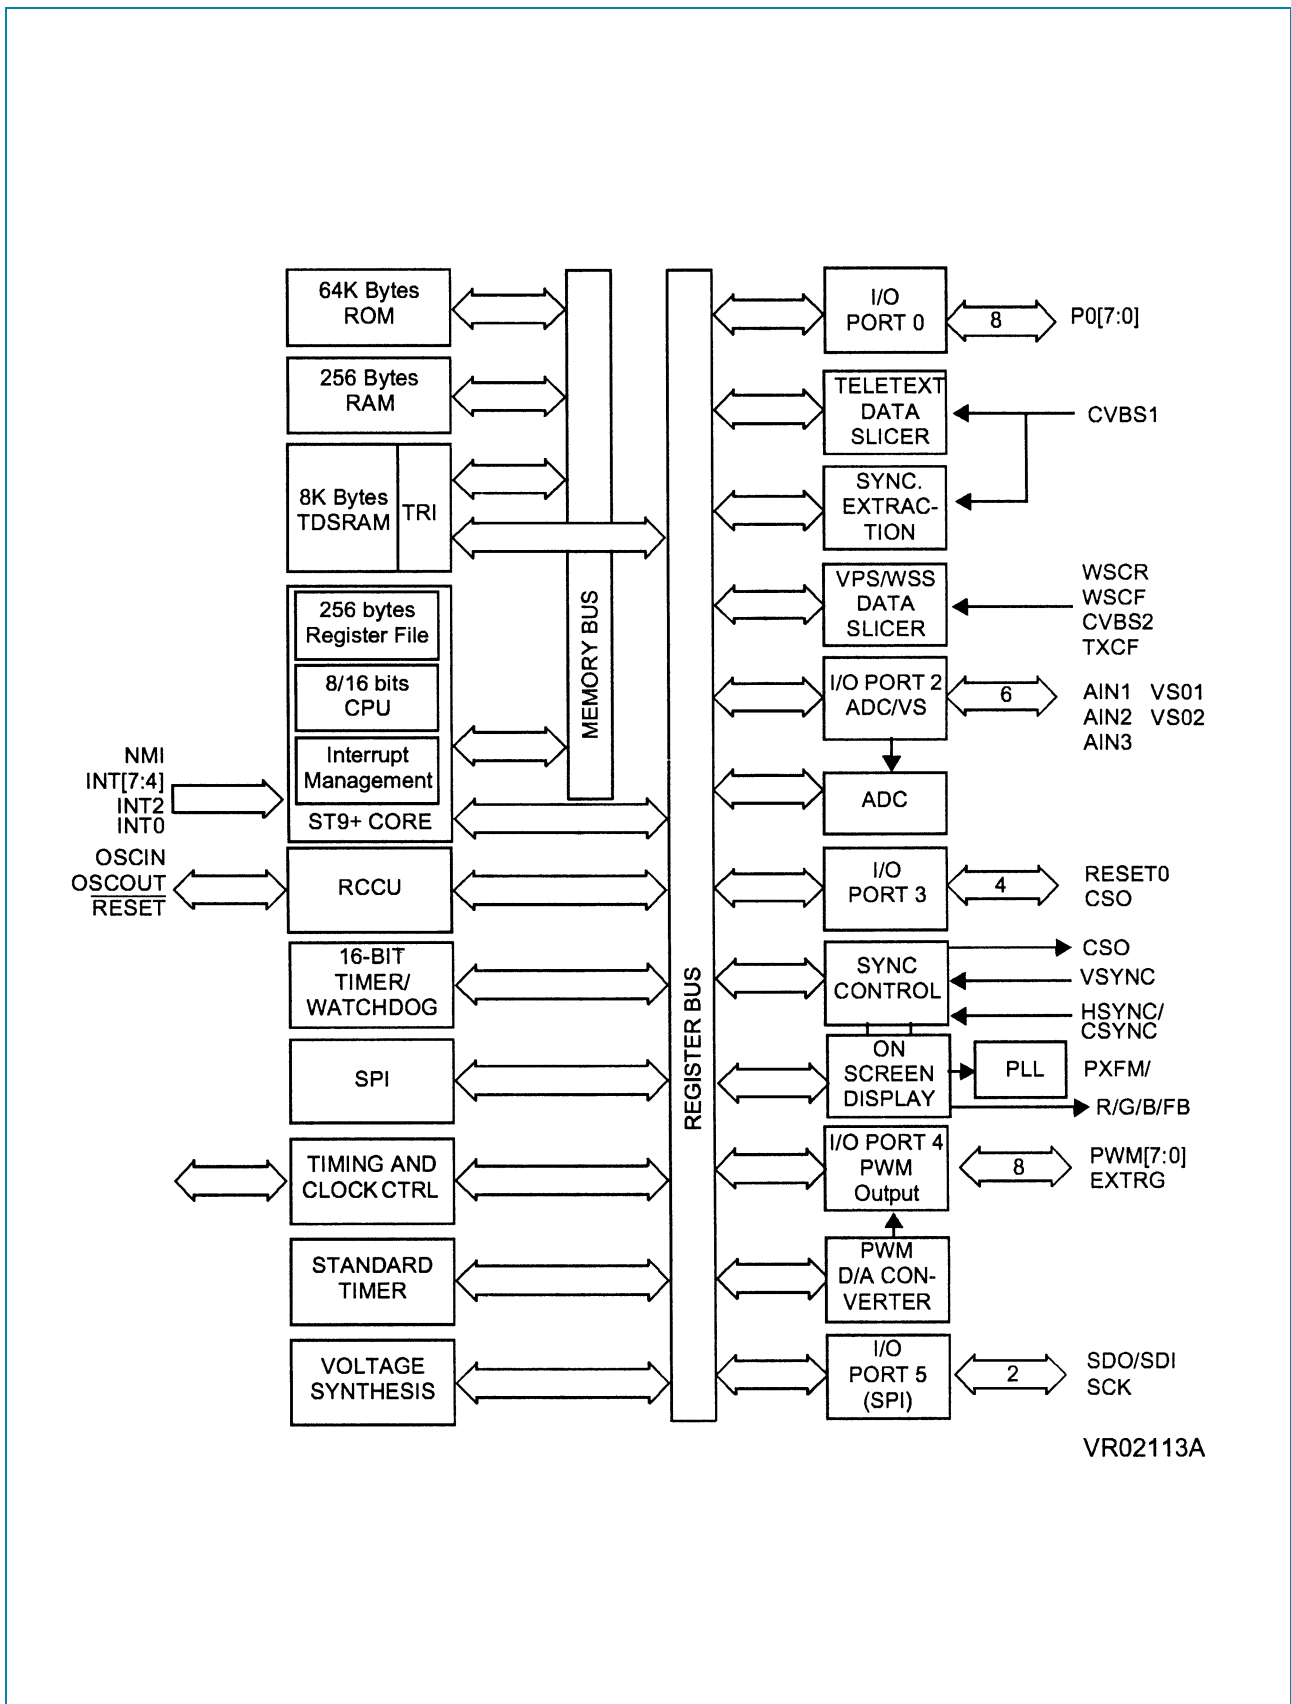 64K Bytes
ROM
256 Bytes
RAM
8K Bytes
TDSRAM
TRI
256 bytes
Register File
8/16 bits
CPU
Interrupt
Management
ST9+ CORE
NMI
INT[7:4]
INT2
INT0
OSCIN
OSCOUT
RESET
RCCU
16-BIT
TIMER/
WATCHDOG
SPI
TIMING AND
CLOCK CTRL
STANDARD
TIMER
VOLTAGE
SYNTHESIS
MEMORY BUS
REGISTER BUS
I/O
PORT 0
8
P0[7:0]
TELETEXT
DATA
SLICER
CVBS1
SYNC.
EXTRAC-
TION
VPS/WSS
DATA
SLICER
WSCR
WSCF
CVBS2
TXCF
I/O PORT 2
ADC/VS
6
AIN1 VS01
AIN2 VS02
AIN3
ADC
I/O
PORT 3
4
RESET0
CSO
SYNC
CONTROL
CSO
VSYNC
HSYNC/
CSYNC
ON
SCREEN
DISPLAY
PLL
PXFM/
R/G/B/FB
I/O PORT 4
PWM
Output
8
PWM[7:0]
EXTRG
PWM
D/A CON-
VERTER
I/O
PORT 5
(SPI)
2
SDO/SDI
SCK
VR02113A